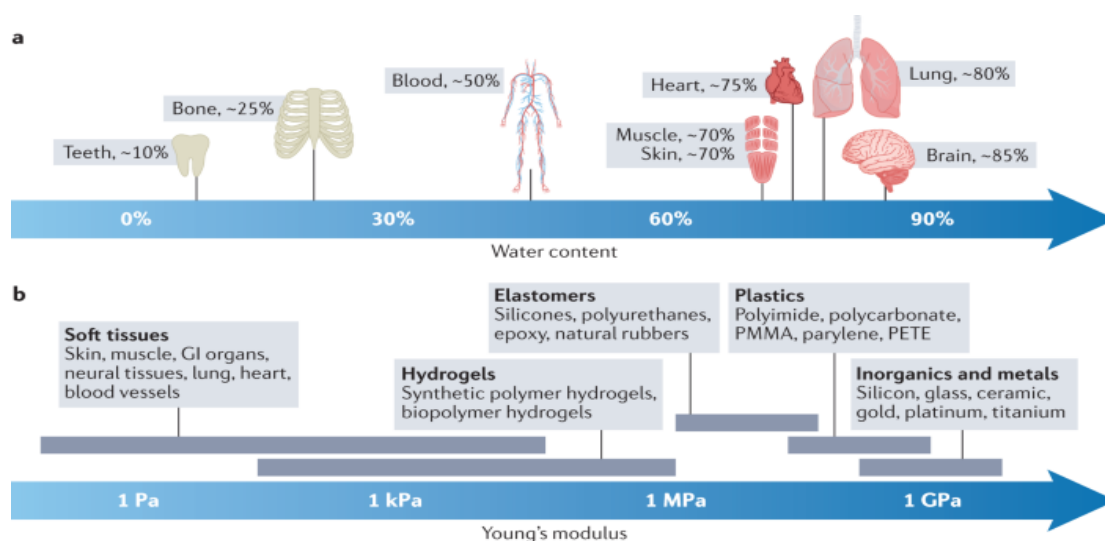 a
Bone, ~25%
Teeth, ~10%
Blood, ~50%
Heart, ~75%
Muscle, ~70%
Skin, ~70%
Lung, ~80%
Brain, ~85%
0% 30% 60% 90%
Water content
b
Soft tissues
Skin, muscle, GI organs,
neural tissues, lung, heart,
blood vessels
Hydrogels
Synthetic polymer hydrogels,
biopolymer hydrogels
Elastomers
Silicones, polyurethanes,
epoxy, natural rubbers
Plastics
Polyimide, polycarbonate,
PMMA, parylene, PETE
Inorganics and metals
Silicon, glass, ceramic,
gold, platinum, titanium
1 Pa 1 kPa 1 MPa 1 GPa
Young's modulus